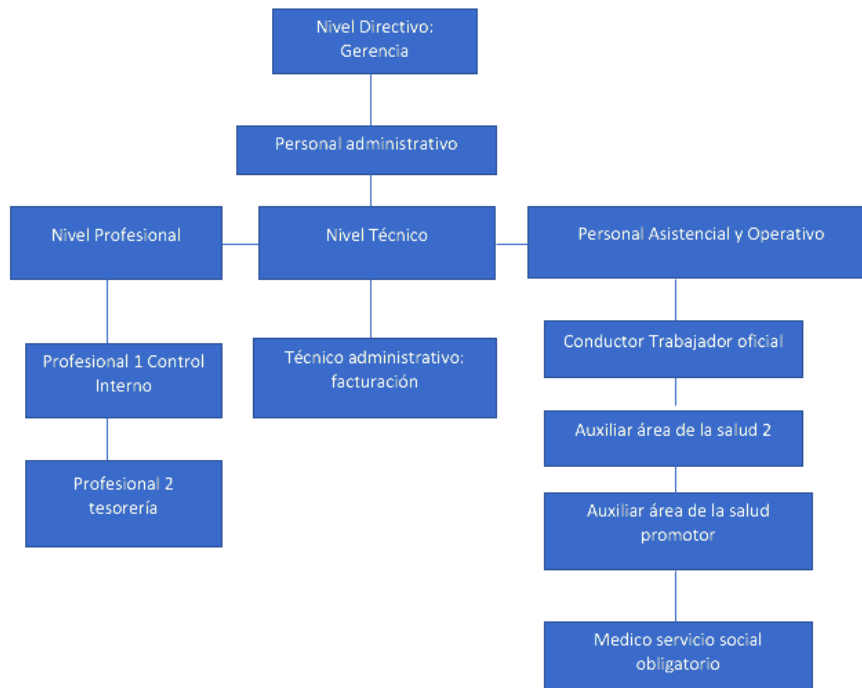 Nivel Directivo:
Gerencia
Personal administrativo
Nivel Profesional
Nivel Técnico
Personal Asistencial y Operativo
Profesional 1 Control
Interno
Técnico administrativo:
facturación
Conductor Trabajador oficial
Profesional 2
tesorería
Auxiliar área de la salud 2
Auxiliar área de la salud
promotor
Medico servicio social
obligatorio